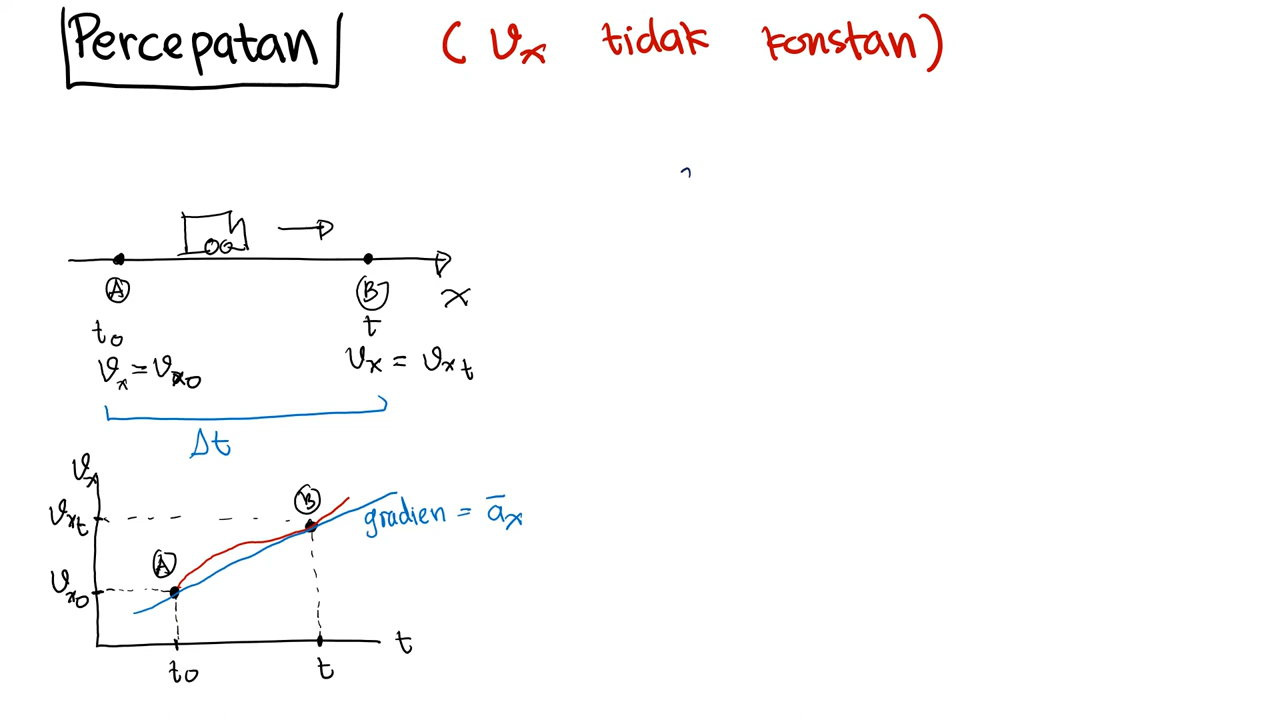 Percepatan (vₓ tidak konstan)
A B x
t₀ t
vₓ = vₓ₀ vₓ = vₓₜ
Δt
vₓ
vₓₜ B gradien = āₓ
A
vₓ₀
t
t₀ t